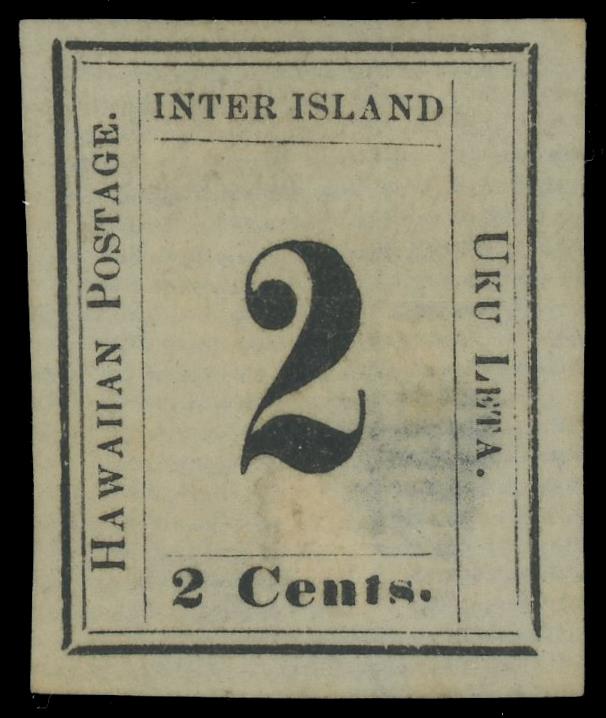 INTER ISLAND
HAWAIIAN POSTAGE.
2
UKU LETA.
2 Cents.